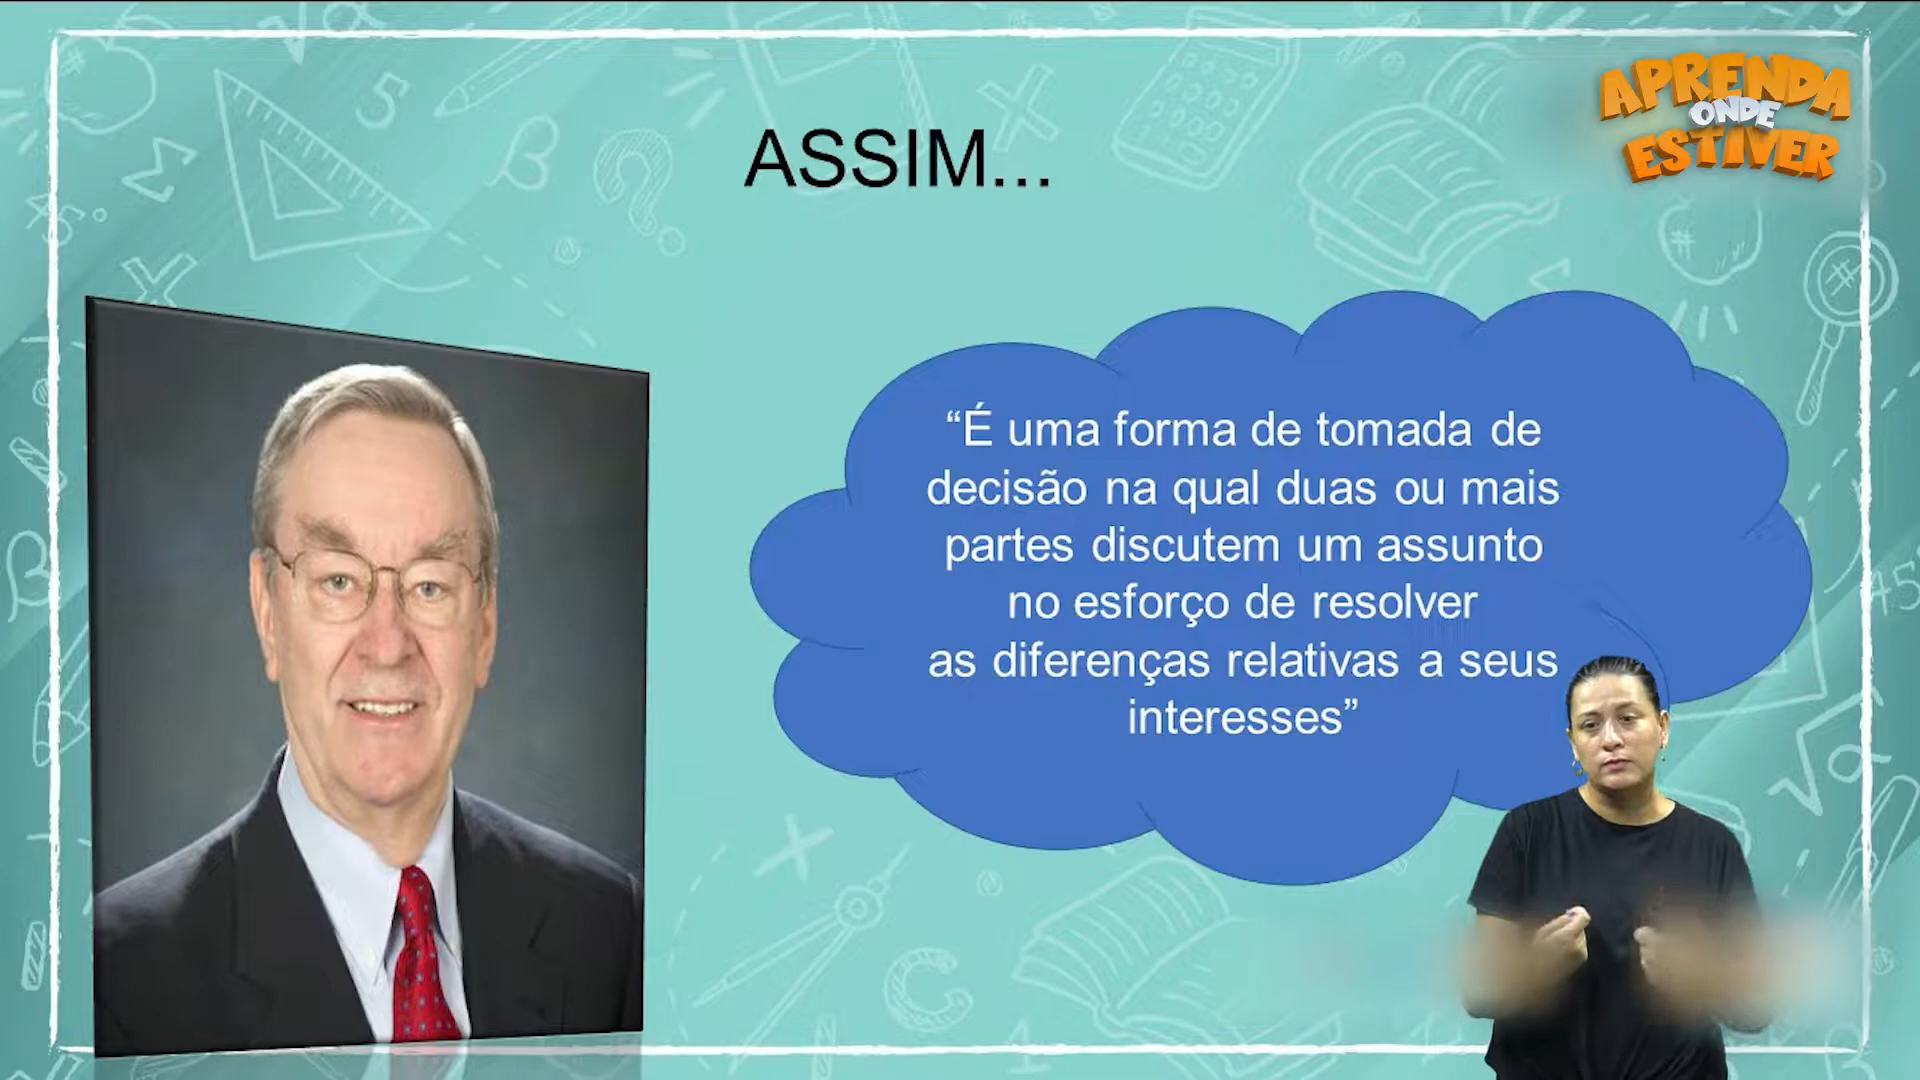 APRENDA
ONDE
ESTIVER
ASSIM...
“É uma forma de tomada de
decisão na qual duas ou mais
partes discutem um assunto
no esforço de resolver
as diferenças relativas a seus
interesses”